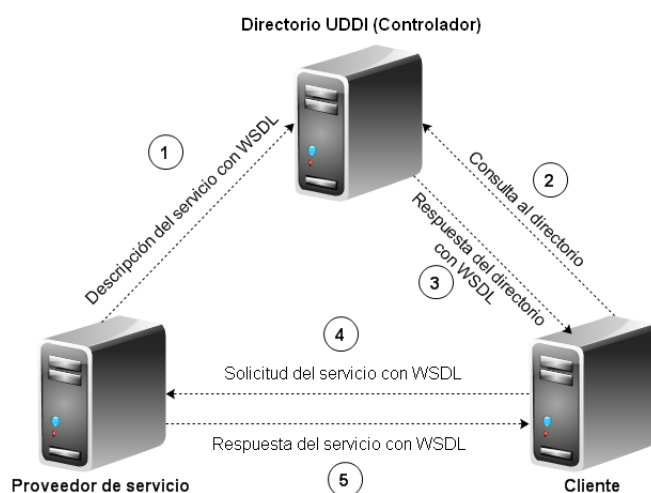 Directorio UDDI (Controlador)
1
Descripción del servicio con WSDL
2
Consulta al directorio
Respuesta del directorio
con WSDL
3
4
Solicitud del servicio con WSDL
Respuesta del servicio con WSDL
5
Proveedor de servicio
Cliente